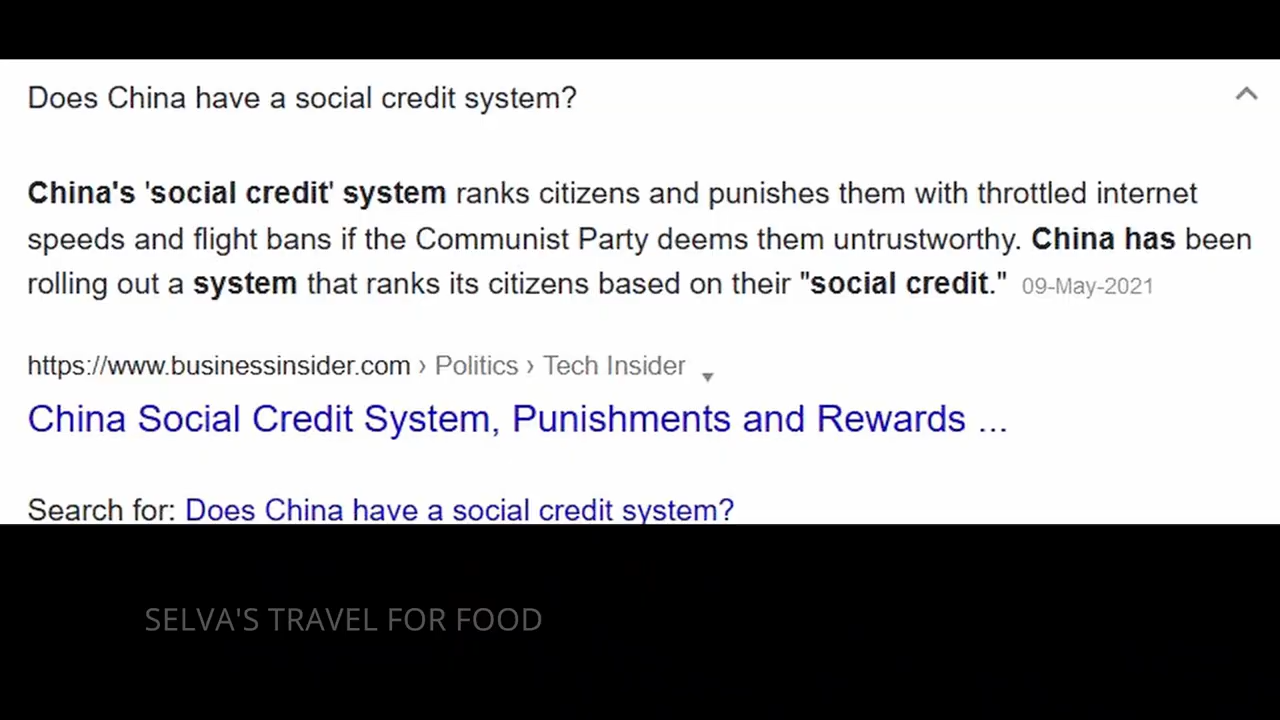 Does China have a social credit system?
China's 'social credit' system ranks citizens and punishes them with throttled internet
speeds and flight bans if the Communist Party deems them untrustworthy. China has been
rolling out a system that ranks its citizens based on their "social credit." 09-May-2021
https://www.businessinsider.com › Politics › Tech Insider
China Social Credit System, Punishments and Rewards ...
Search for: Does China have a social credit system?
SELVA'S TRAVEL FOR FOOD